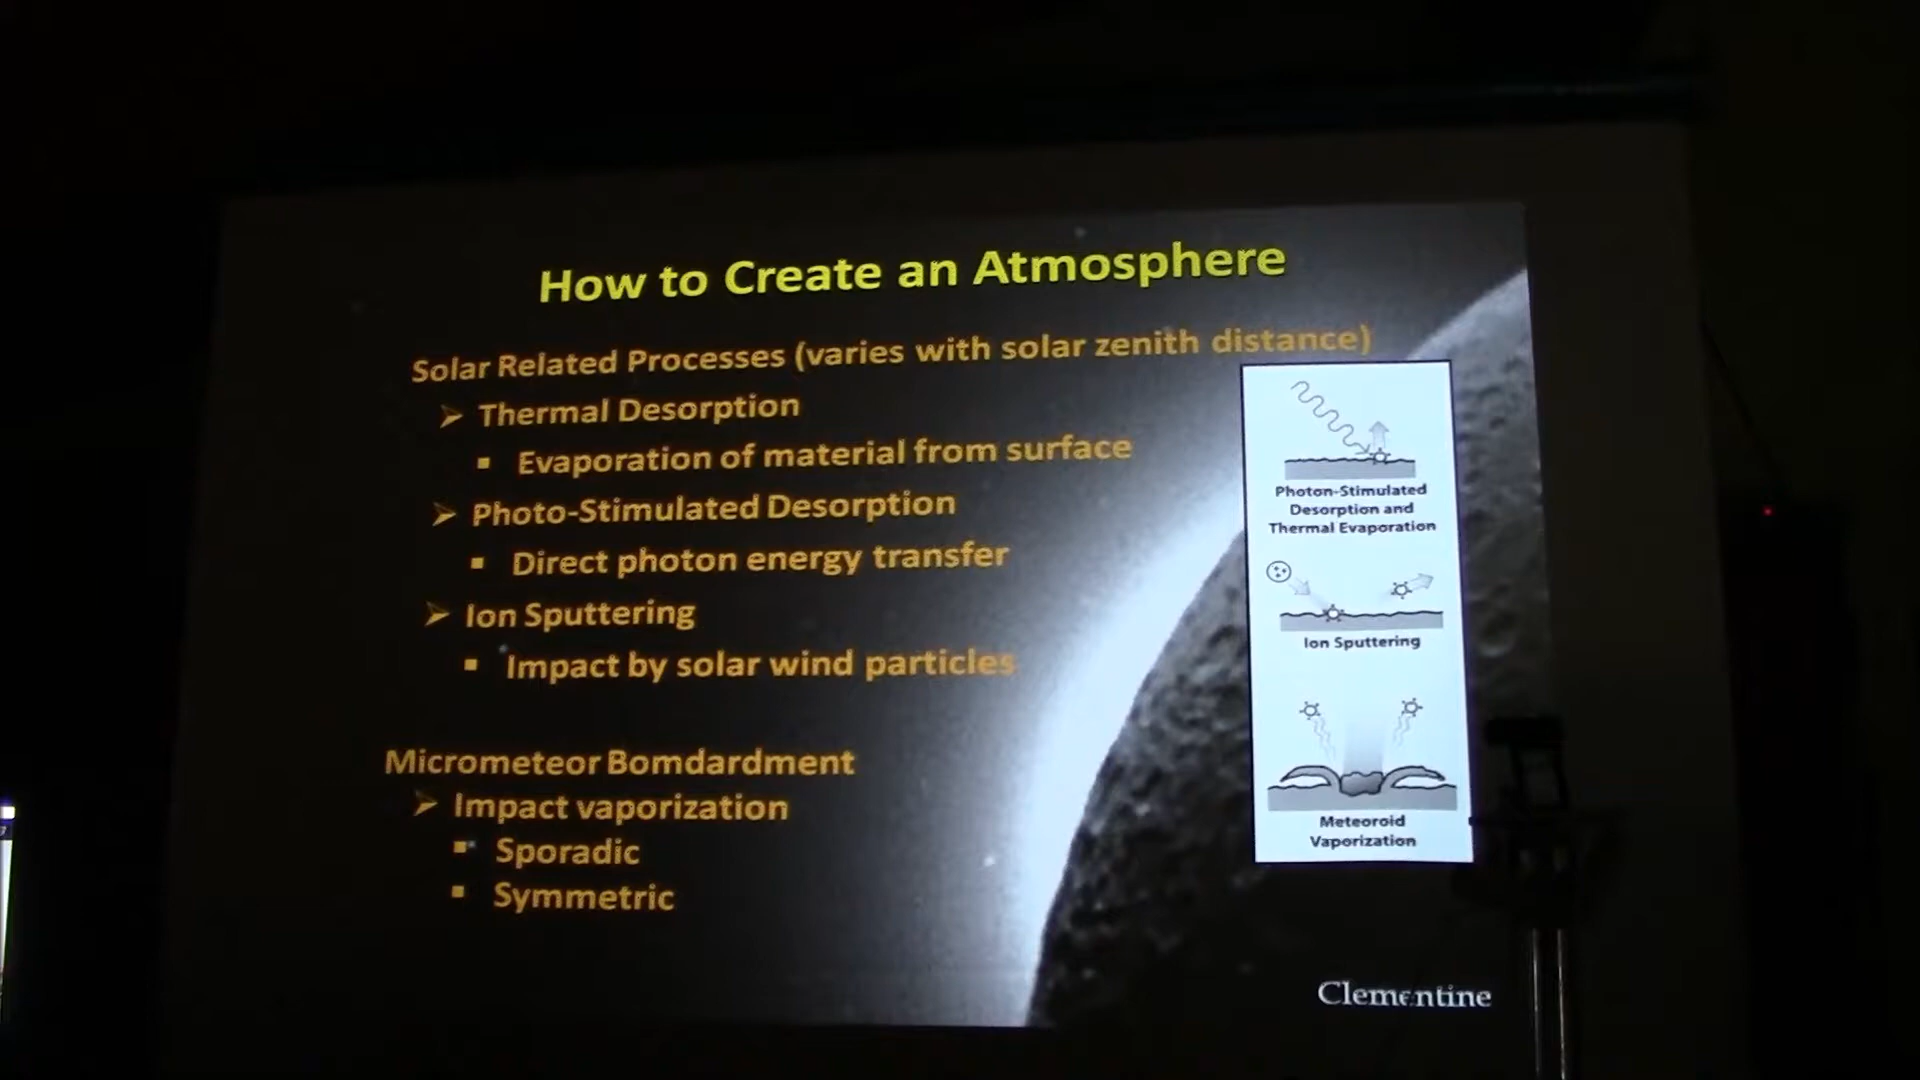 How to Create an Atmosphere
Solar Related Processes (varies with solar zenith distance)
Thermal Desorption
Evaporation of material from surface
Photo-Stimulated Desorption
Direct photon energy transfer
Ion Sputtering
Impact by solar wind particles
Micrometeor Bomdardment
Impact vaporization
Sporadic
Symmetric
Photon-Stimulated
Desorption and
Thermal Evaporation
Ion Sputtering
Meteoroid
Vaporization
Clementine